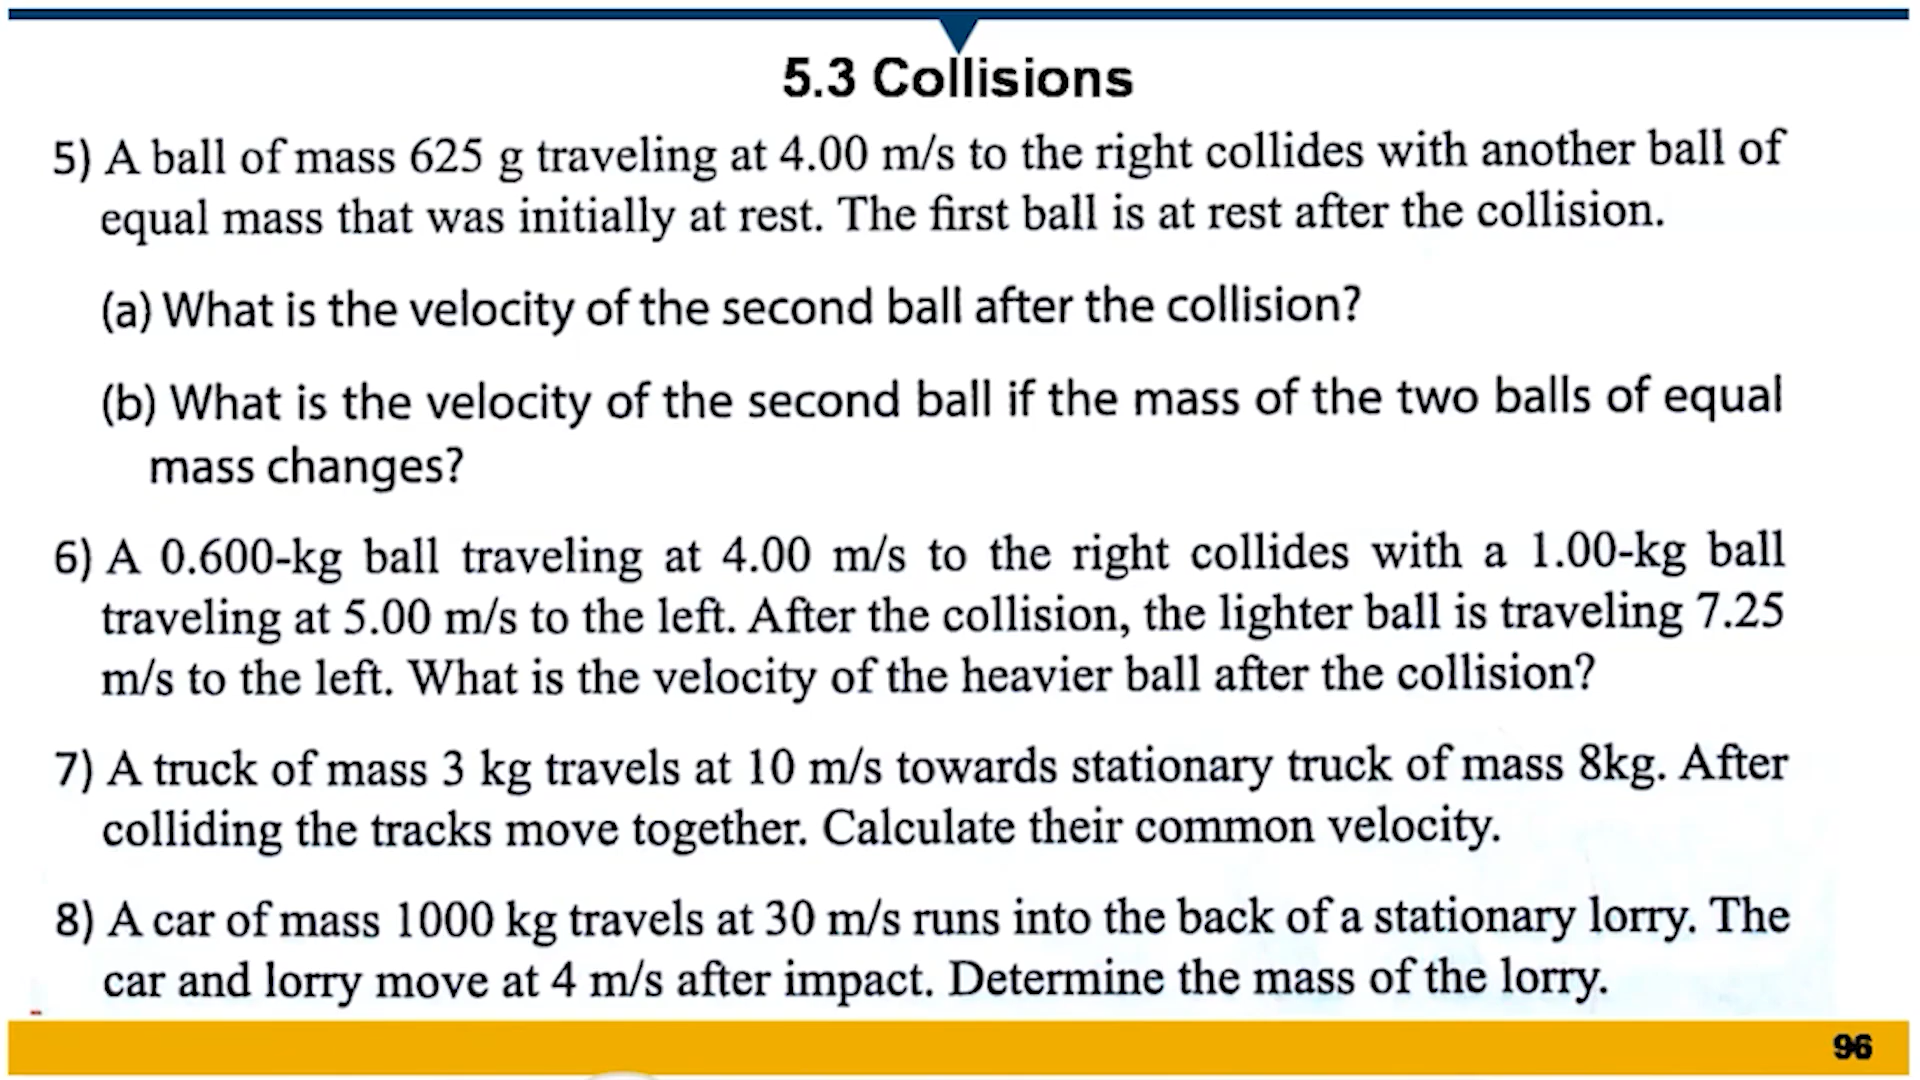 5.3 Collisions
5) A ball of mass 625 g traveling at 4.00 m/s to the right collides with another ball of
equal mass that was initially at rest. The first ball is at rest after the collision.
(a) What is the velocity of the second ball after the collision?
(b) What is the velocity of the second ball if the mass of the two balls of equal
mass changes?
6) A 0.600-kg ball traveling at 4.00 m/s to the right collides with a 1.00-kg ball
traveling at 5.00 m/s to the left. After the collision, the lighter ball is traveling 7.25
m/s to the left. What is the velocity of the heavier ball after the collision?
7) A truck of mass 3 kg travels at 10 m/s towards stationary truck of mass 8kg. After
colliding the tracks move together. Calculate their common velocity.
8) A car of mass 1000 kg travels at 30 m/s runs into the back of a stationary lorry. The
car and lorry move at 4 m/s after impact. Determine the mass of the lorry.
96